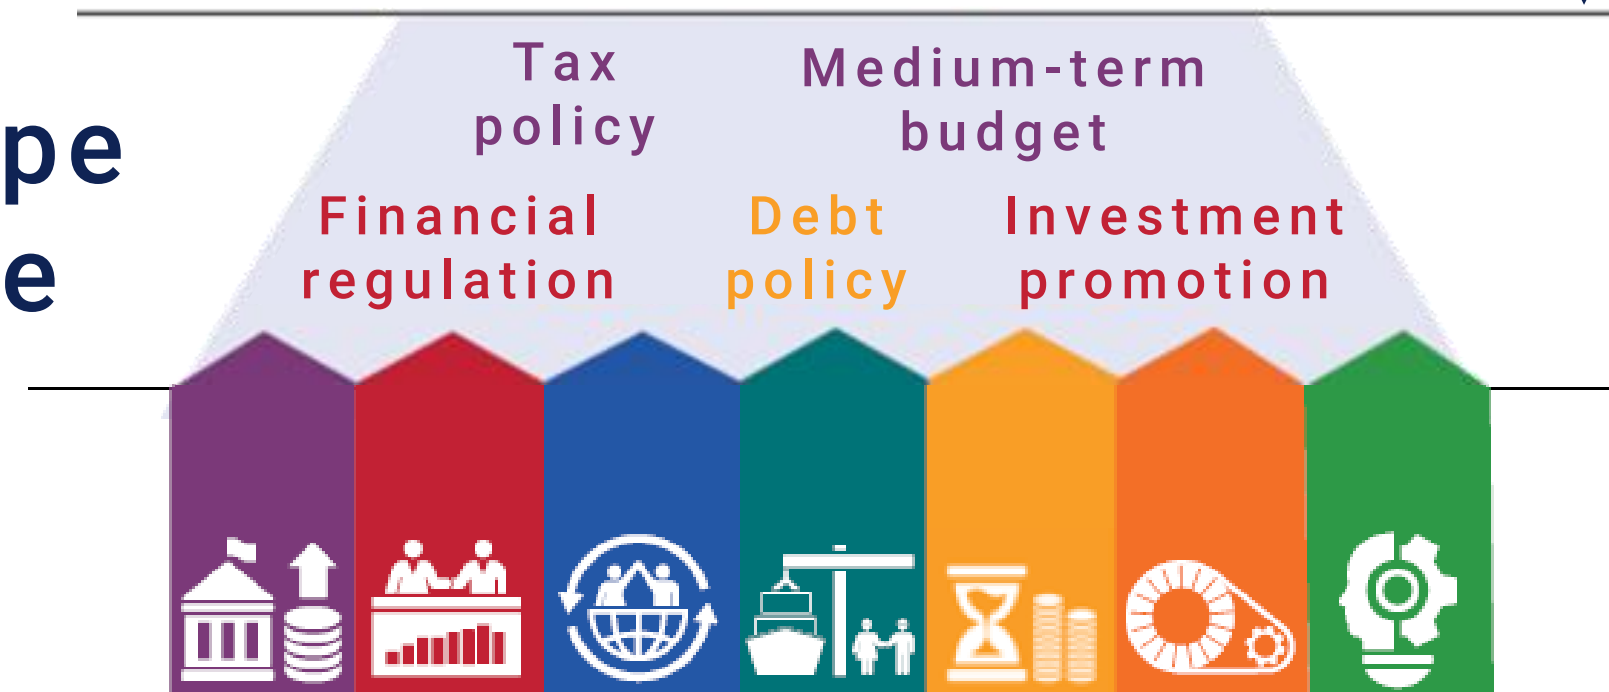 pe
e
Tax
policy
Medium-term
budget
Financial
regulation
Debt
policy
Investment
promotion